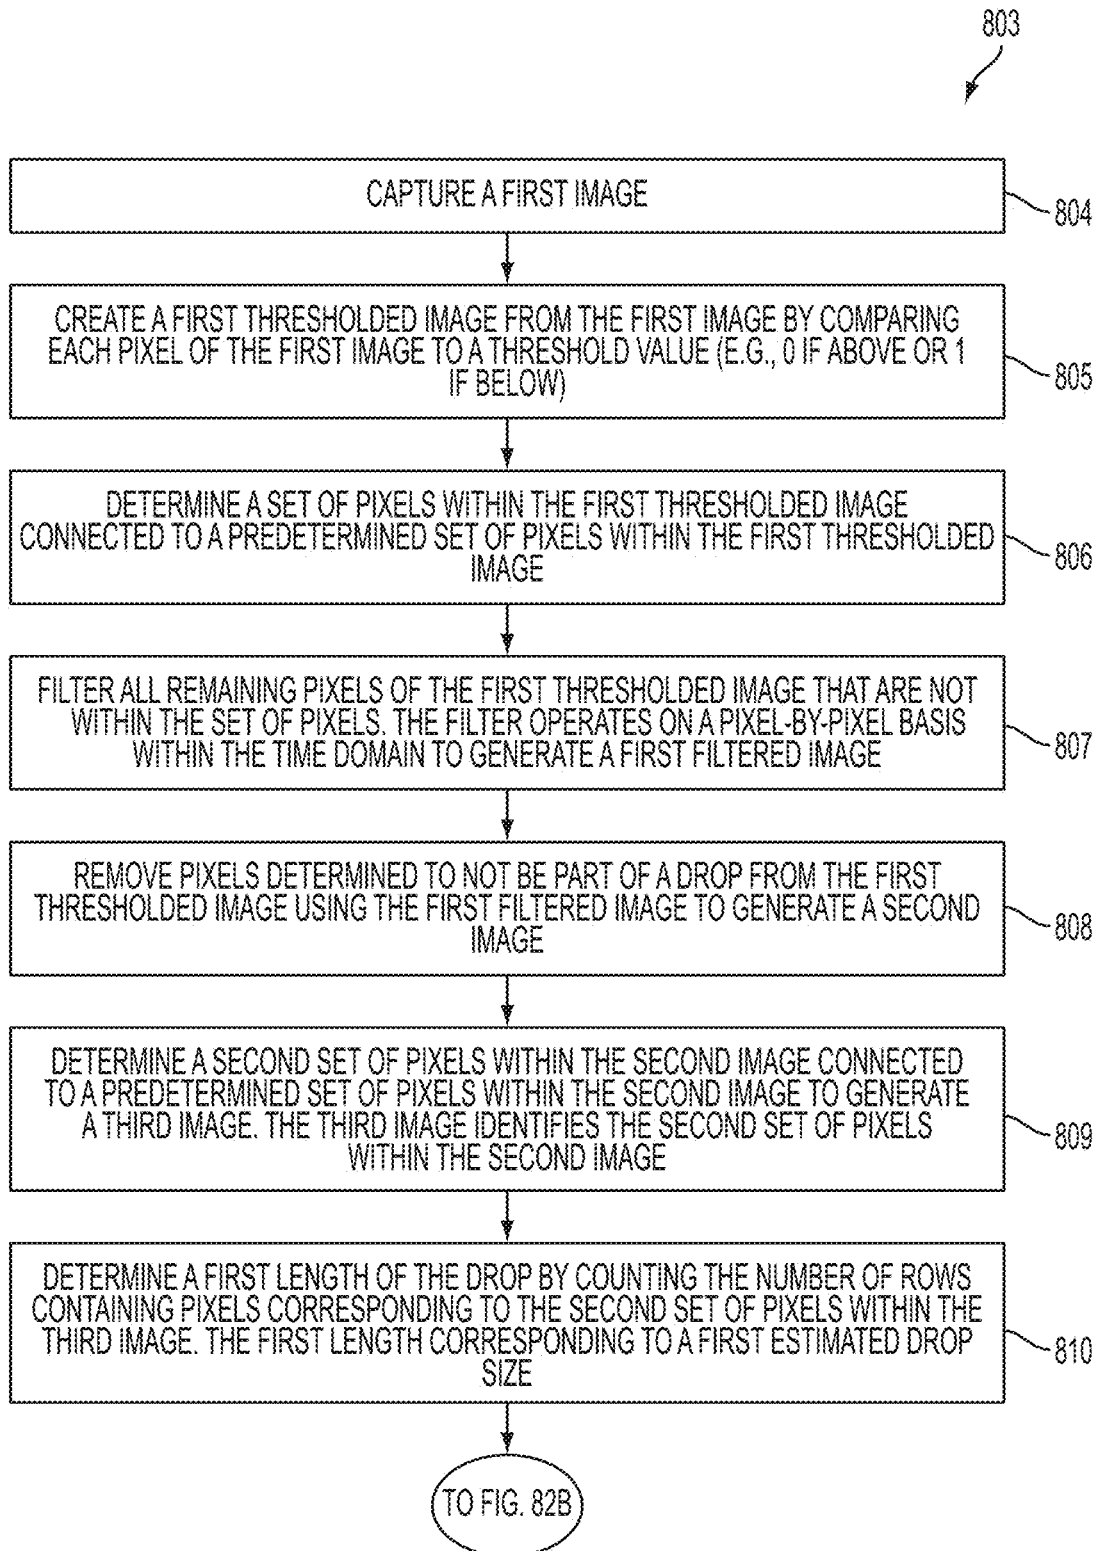 803
CAPTURE A FIRST IMAGE
804
CREATE A FIRST THRESHOLDED IMAGE FROM THE FIRST IMAGE BY COMPARING
EACH PIXEL OF THE FIRST IMAGE TO A THRESHOLD VALUE (E.G., 0 IF ABOVE OR 1
IF BELOW)
805
DETERMINE A SET OF PIXELS WITHIN THE FIRST THRESHOLDED IMAGE
CONNECTED TO A PREDETERMINED SET OF PIXELS WITHIN THE FIRST THRESHOLDED
IMAGE
806
FILTER ALL REMAINING PIXELS OF THE FIRST THRESHOLDED IMAGE THAT ARE NOT
WITHIN THE SET OF PIXELS. THE FILTER OPERATES ON A PIXEL-BY-PIXEL BASIS
WITHIN THE TIME DOMAIN TO GENERATE A FIRST FILTERED IMAGE
807
REMOVE PIXELS DETERMINED TO NOT BE PART OF A DROP FROM THE FIRST
THRESHOLDED IMAGE USING THE FIRST FILTERED IMAGE TO GENERATE A SECOND
IMAGE
808
DETERMINE A SECOND SET OF PIXELS WITHIN THE SECOND IMAGE CONNECTED
TO A PREDETERMINED SET OF PIXELS WITHIN THE SECOND IMAGE TO GENERATE
A THIRD IMAGE. THE THIRD IMAGE IDENTIFIES THE SECOND SET OF PIXELS
WITHIN THE SECOND IMAGE
809
DETERMINE A FIRST LENGTH OF THE DROP BY COUNTING THE NUMBER OF ROWS
CONTAINING PIXELS CORRESPONDING TO THE SECOND SET OF PIXELS WITHIN THE
THIRD IMAGE. THE FIRST LENGTH CORRESPONDING TO A FIRST ESTIMATED DROP
SIZE
810
TO FIG. 82B